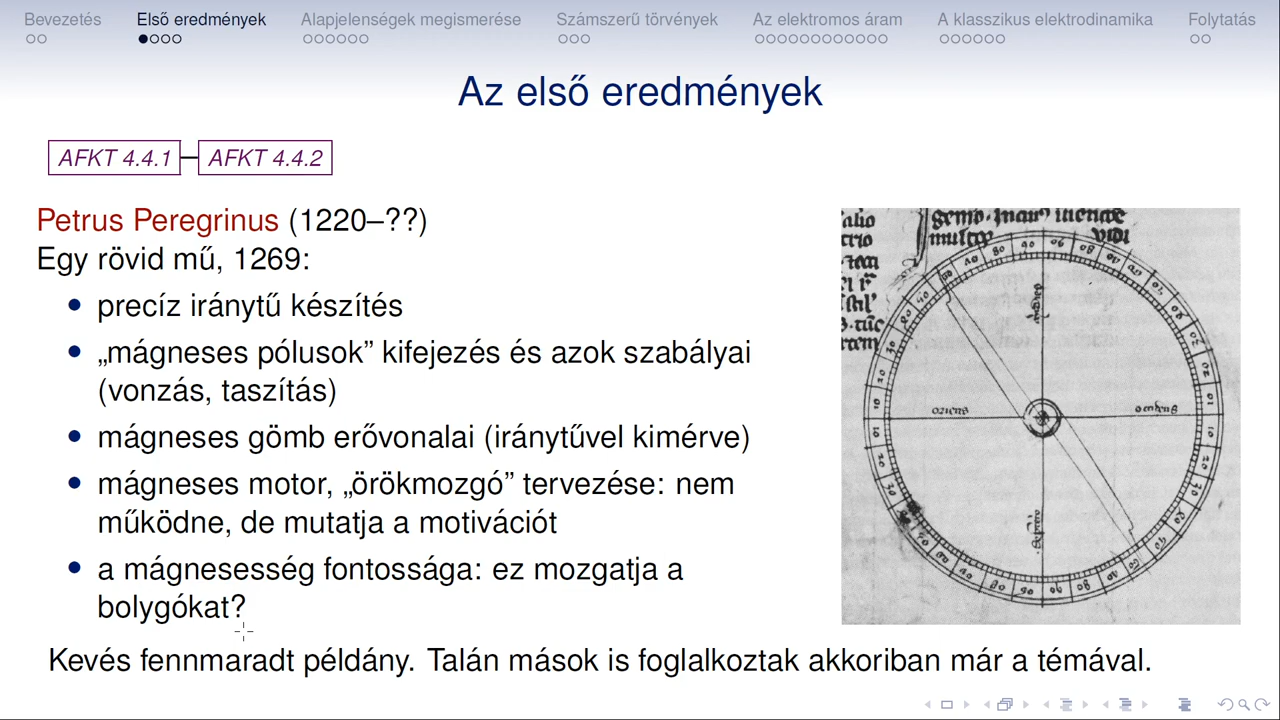 Bevezetés Első eredmények Alapjelenségek megismerése Számszerű törvények Az elektromos áram A klasszikus elektrodinamika Folytatás
Az első eredmények
AFKT 4.4.1 – AFKT 4.4.2
Petrus Peregrinus (1220–??)
Egy rövid mű, 1269:
precíz iránytű készítés
„mágneses pólusok” kifejezés és azok szabályai
(vonzás, taszítás)
mágneses gömb erővonalai (iránytűvel kimérve)
mágneses motor, „örökmozgó” tervezése: nem
működne, de mutatja a motivációt
a mágnesesség fontossága: ez mozgatja a
bolygókat?
Kevés fennmaradt példány. Talán mások is foglalkoztak akkoriban már a témával.